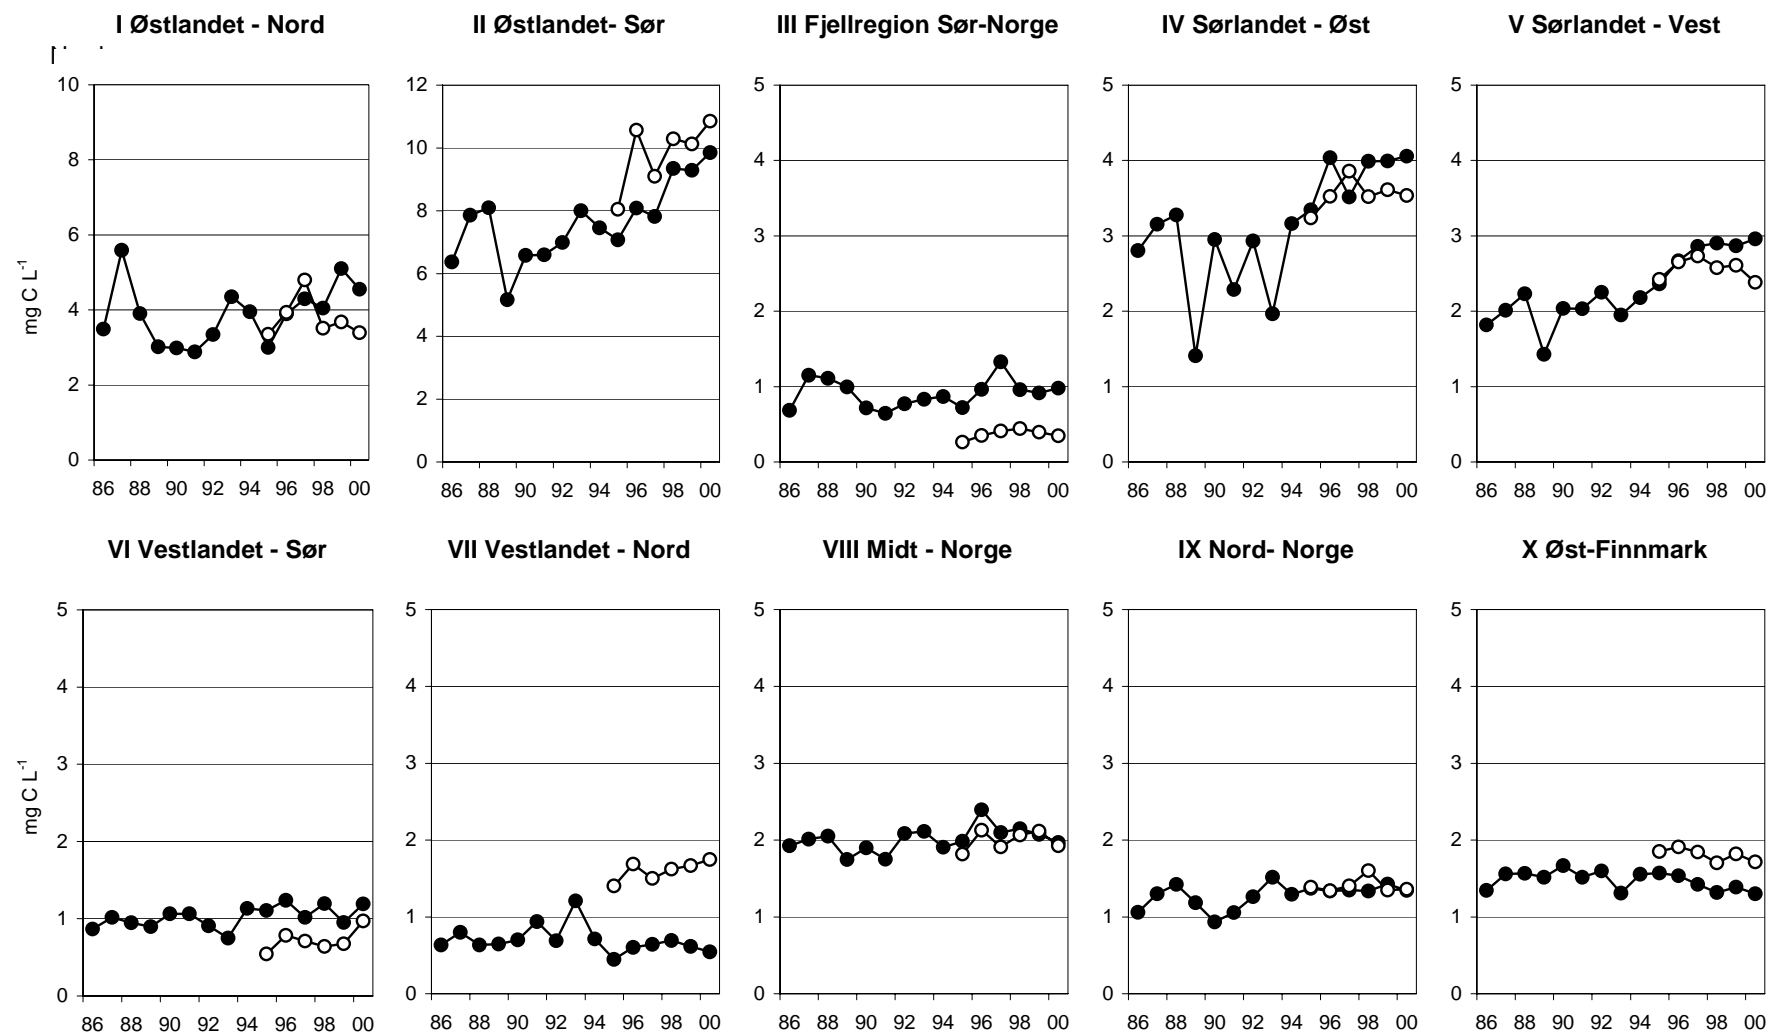 I Østlandet - Nord
II Østlandet- Sør
III Fjellregion Sør-Norge
IV Sørlandet - Øst
V Sørlandet - Vest
mg C L-1
10
8
6
4
2
0
86 88 90 92 94 96 98 00
12
10
8
6
4
2
0
86 88 90 92 94 96 98 00
5
4
3
2
1
0
86 88 90 92 94 96 98 00
5
4
3
2
1
0
86 88 90 92 94 96 98 00
5
4
3
2
1
0
86 88 90 92 94 96 98 00
VI Vestlandet - Sør
VII Vestlandet - Nord
VIII Midt - Norge
IX Nord- Norge
X Øst-Finnmark
mg C L-1
5
4
3
2
1
0
86 88 90 92 94 96 98 00
5
4
3
2
1
0
86 88 90 92 94 96 98 00
5
4
3
2
1
0
86 88 90 92 94 96 98 00
5
4
3
2
1
0
86 88 90 92 94 96 98 00
5
4
3
2
1
0
86 88 90 92 94 96 98 00